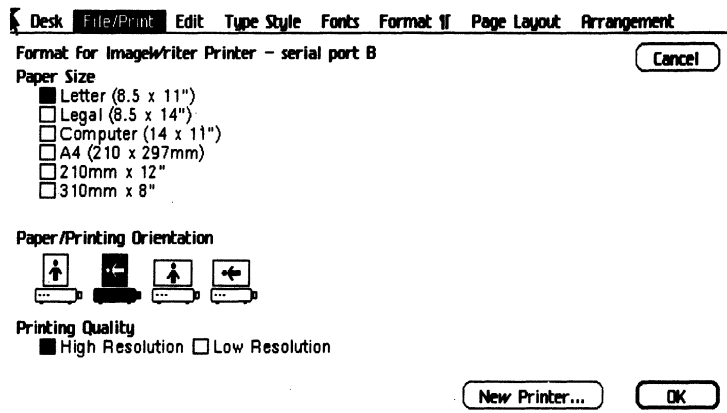 Desk File/Print Edit Type Style Fonts Format ¶ Page Layout Arrangement
Format for ImageWriter Printer - serial port B
Cancel
Paper Size
Letter (8.5 x 11")
Legal (8.5 x 14")
Computer (14 x 11")
A4 (210 x 297mm)
210mm x 12"
310mm x 8"
Paper/Printing Orientation
Printing Quality
High Resolution Low Resolution
New Printer... OK